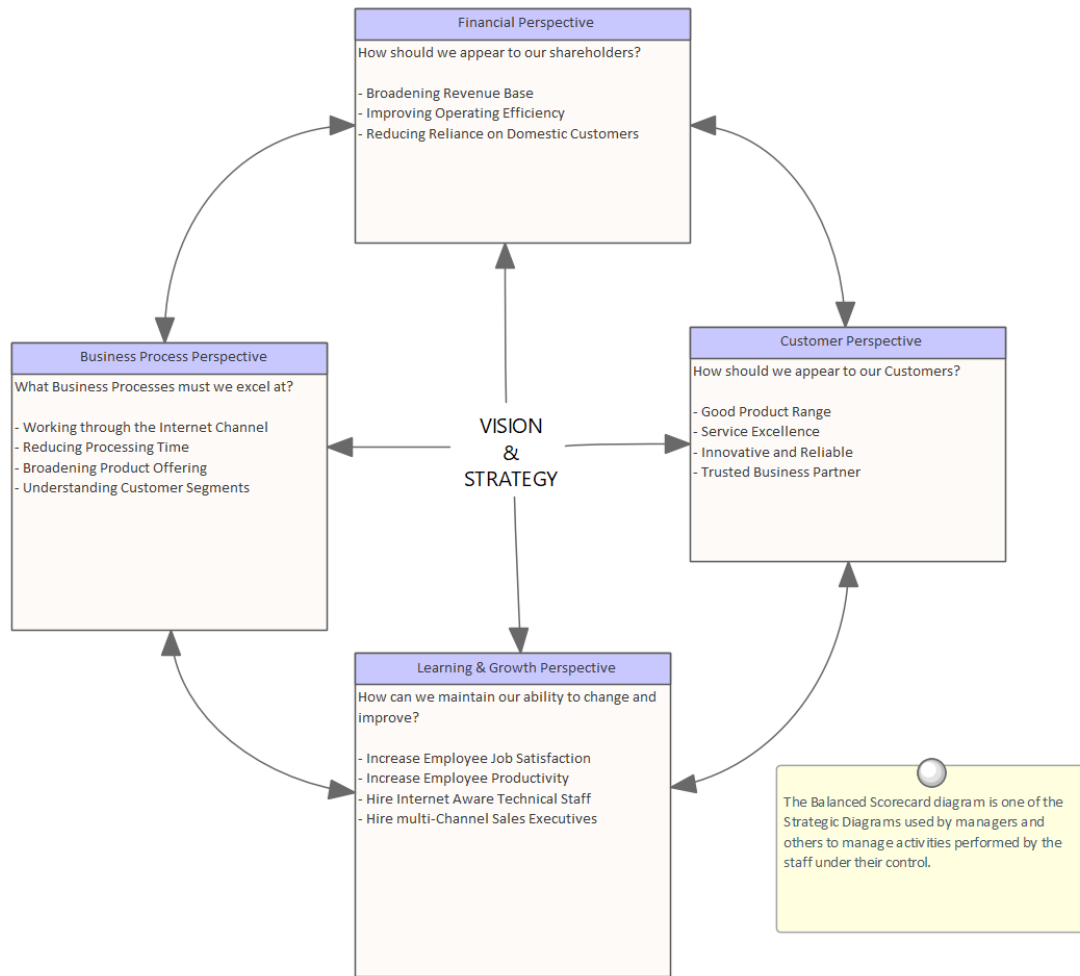 Financial Perspective
How should we appear to our shareholders?
- Broadening Revenue Base
- Improving Operating Efficiency
- Reducing Reliance on Domestic Customers
Business Process Perspective
What Business Processes must we excel at?
- Working through the Internet Channel
- Reducing Processing Time
- Broadening Product Offering
- Understanding Customer Segments
VISION
&
STRATEGY
Customer Perspective
How should we appear to our Customers?
- Good Product Range
- Service Excellence
- Innovative and Reliable
- Trusted Business Partner
Learning & Growth Perspective
How can we maintain our ability to change and
improve?
- Increase Employee Job Satisfaction
- Increase Employee Productivity
- Hire Internet Aware Technical Staff
- Hire multi-Channel Sales Executives
The Balanced Scorecard diagram is one of the
Strategic Diagrams used by managers and
others to manage activities performed by the
staff under their control.